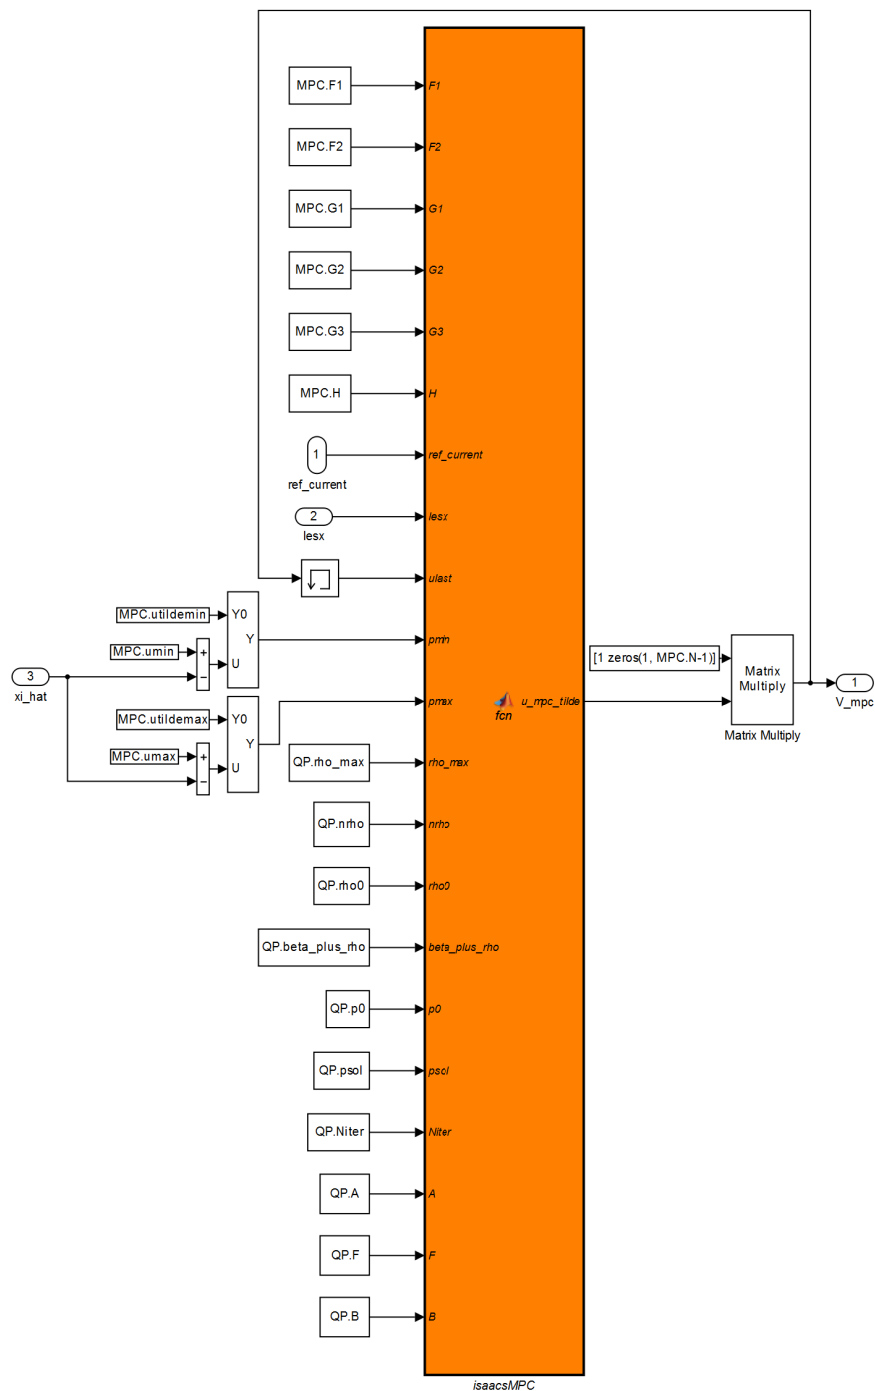 MPC.F1
F1
MPC.F2
F2
MPC.G1
G1
MPC.G2
G2
MPC.G3
G3
MPC.H
H
1
ref_current
ref_current
2
Iesx
Iesx
ulast
MPC.utildemin
Y0
Y
U
MPC.umin
+
−
pmin
3
xi_hat
MPC.utildemax
Y0
Y
U
MPC.umax
+
−
pmax
fcn
u_mpc_tilde
[1 zeros(1, MPC.N-1)]
Matrix
Multiply
Matrix Multiply
1
V_mpc
QP.rho_max
rho_max
QP.nrho
nrho
QP.rho0
rho0
QP.beta_plus_rho
beta_plus_rho
QP.p0
p0
QP.psol
psol
QP.Niter
Niter
QP.A
A
QP.F
F
QP.B
B
isaacsMPC